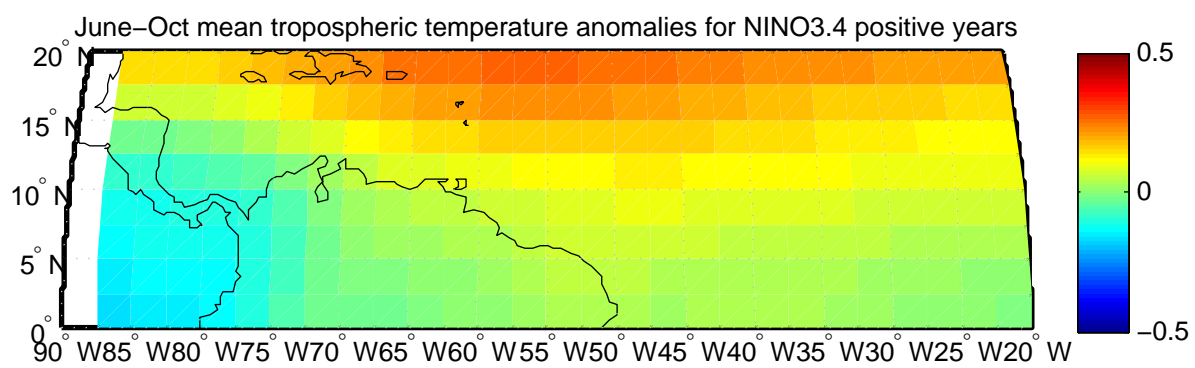 June−Oct mean tropospheric temperature anomalies for NINO3.4 positive years
20° N
15° N
10° N
5° N
0°
90° W85° W80° W75° W70° W65° W60° W55° W50° W45° W40° W35° W30° W25° W20° W
0.5
0
−0.5